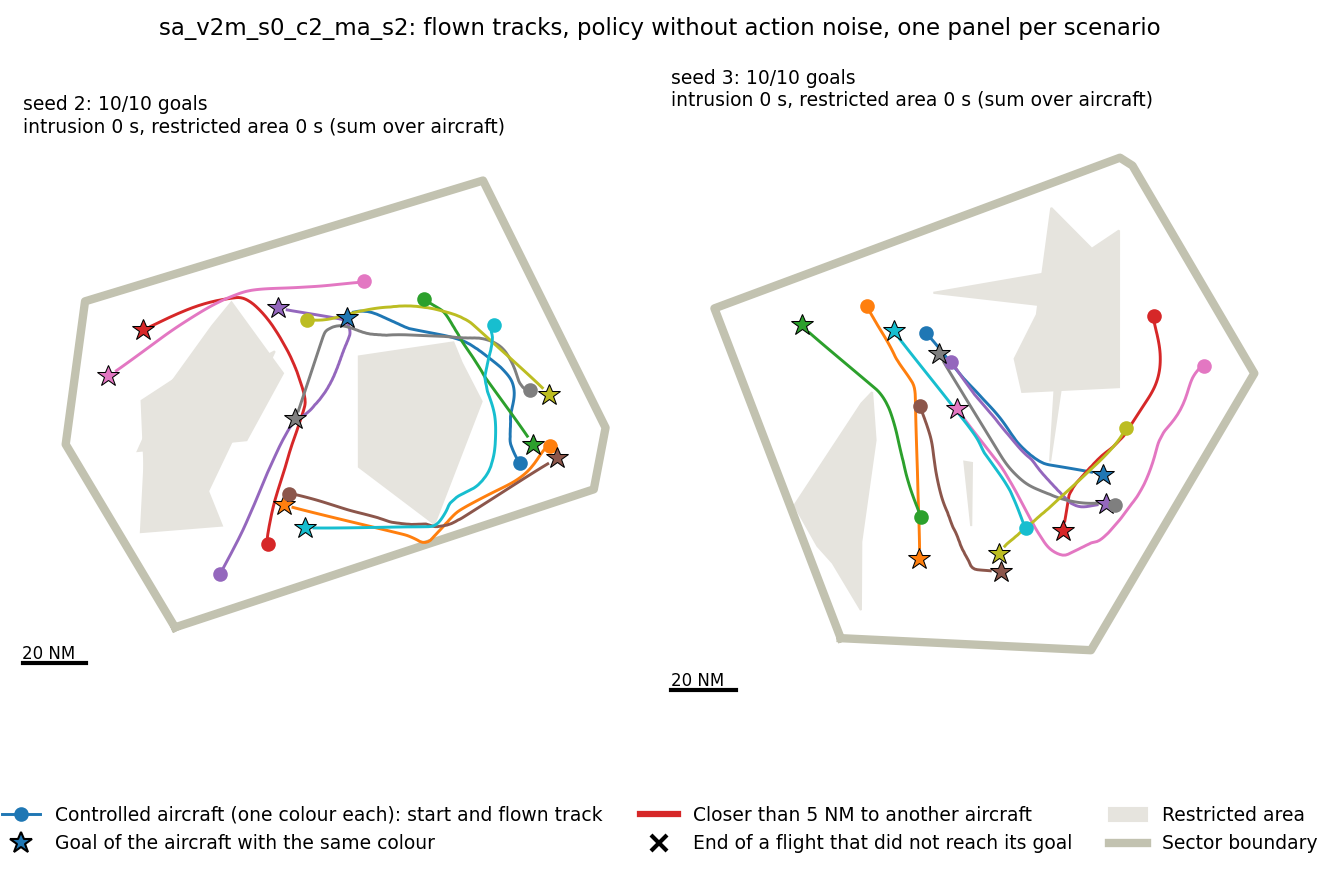 sa_v2m_s0_c2_ma_s2: flown tracks, policy without action noise, one panel per scenario
seed 2: 10/10 goals
intrusion 0 s, restricted area 0 s (sum over aircraft)
seed 3: 10/10 goals
intrusion 0 s, restricted area 0 s (sum over aircraft)
20 NM
20 NM
Controlled aircraft (one colour each): start and flown track
Goal of the aircraft with the same colour
Closer than 5 NM to another aircraft
End of a flight that did not reach its goal
Restricted area
Sector boundary